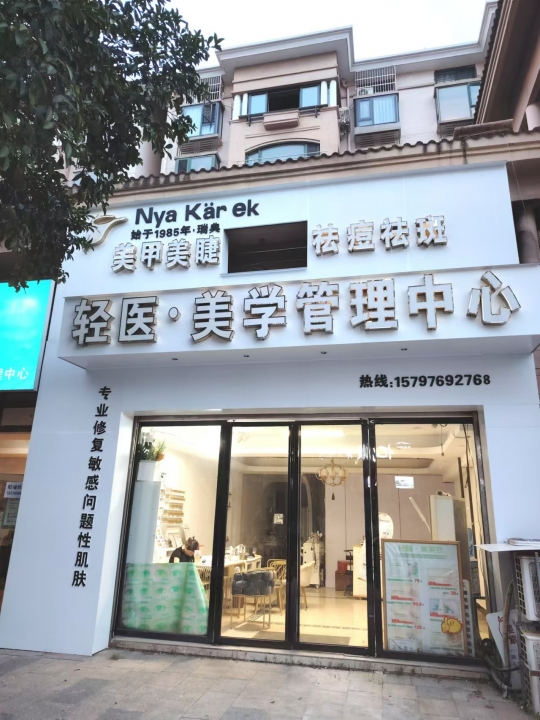 Nya Kär ek
始于1985年·瑞典
美甲美睫
祛痘祛斑
轻医·美学管理中心
热线:15797692768
专业修复敏感问题性肌肤
中心